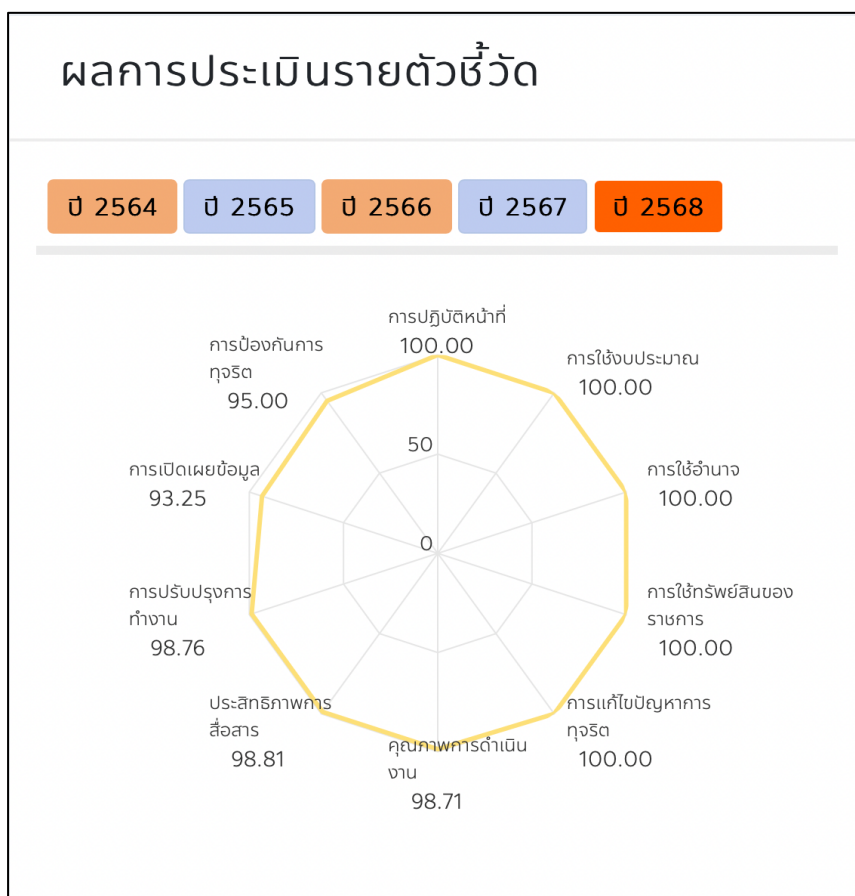 ผลการประเมินรายตัวชี้วัด
ปี 2564
ปี 2565
ปี 2566
ปี 2567
ปี 2568
การปฏิบัติหน้าที่
100.00
การใช้งบประมาณ
100.00
การใช้อำนาจ
100.00
การใช้ทรัพย์สินของ
ราชการ
100.00
การแก้ไขปัญหาการ
ทุจริต
100.00
คุณภาพการดำเนิน
งาน
98.71
ประสิทธิภาพการ
สื่อสาร
98.81
การปรับปรุงการ
ทำงาน
98.76
การเปิดเผยข้อมูล
93.25
การป้องกันการ
ทุจริต
95.00
50
0